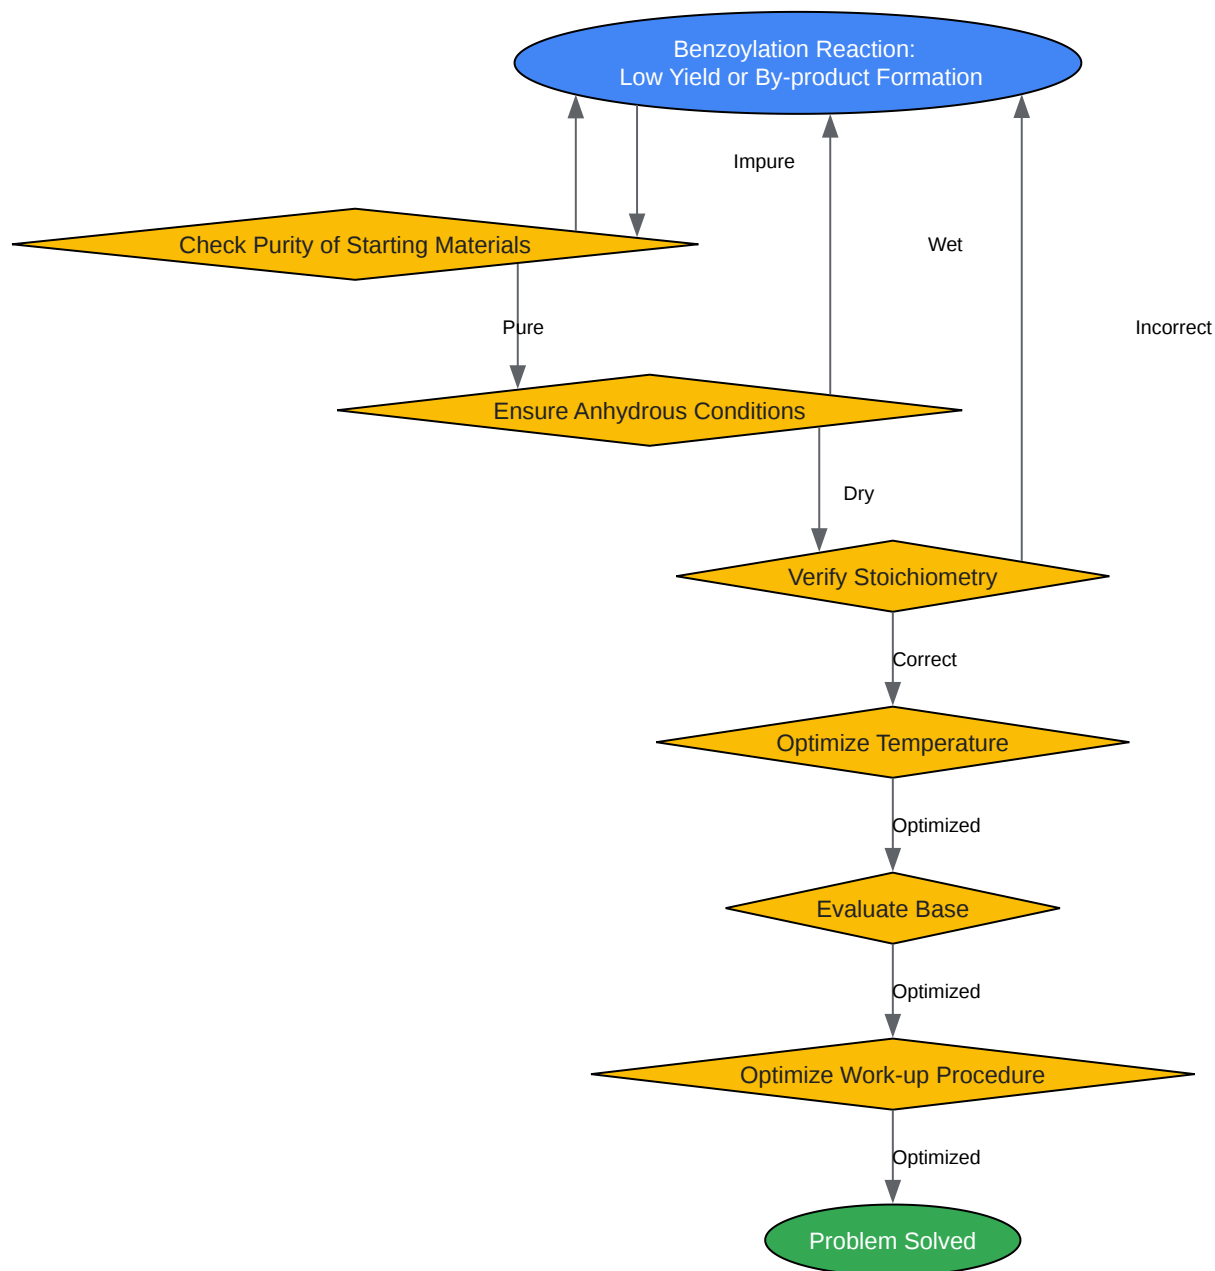 Benzoylation Reaction:
Low Yield or By-product Formation
Impure
Check Purity of Starting Materials
Wet
Pure
Incorrect
Ensure Anhydrous Conditions
Dry
Verify Stoichiometry
Correct
Optimize Temperature
Optimized
Evaluate Base
Optimized
Optimize Work-up Procedure
Optimized
Problem Solved